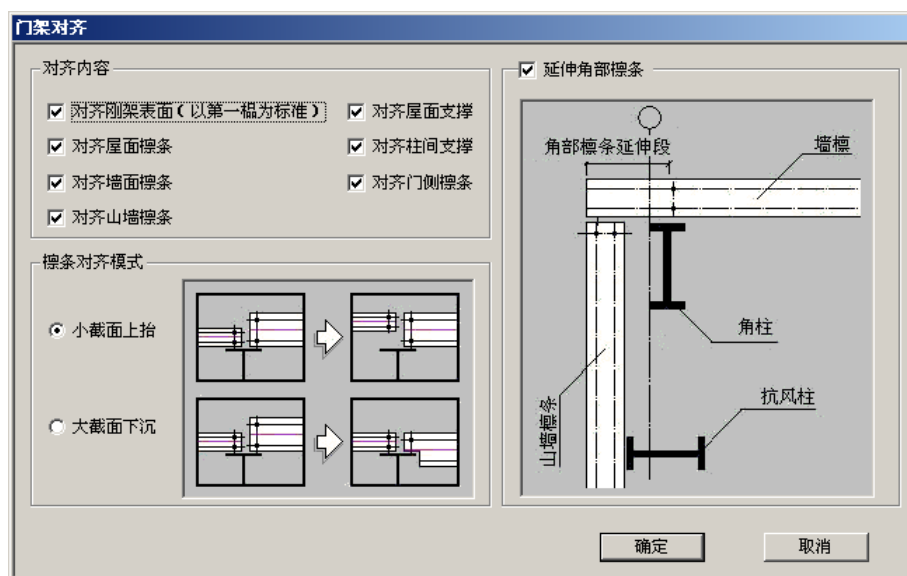 门架对齐
对齐内容
对齐刚架表面(以第一榀为标准)
对齐屋面支撑
对齐屋面檩条
对齐柱间支撑
对齐墙面檩条
对齐门侧檩条
对齐山墙檩条
檩条对齐模式
小截面上抬
大截面下沉
延伸角部檩条
角部檩条延伸段
墙檩
角柱
山墙檩条
抗风柱
确定
取消